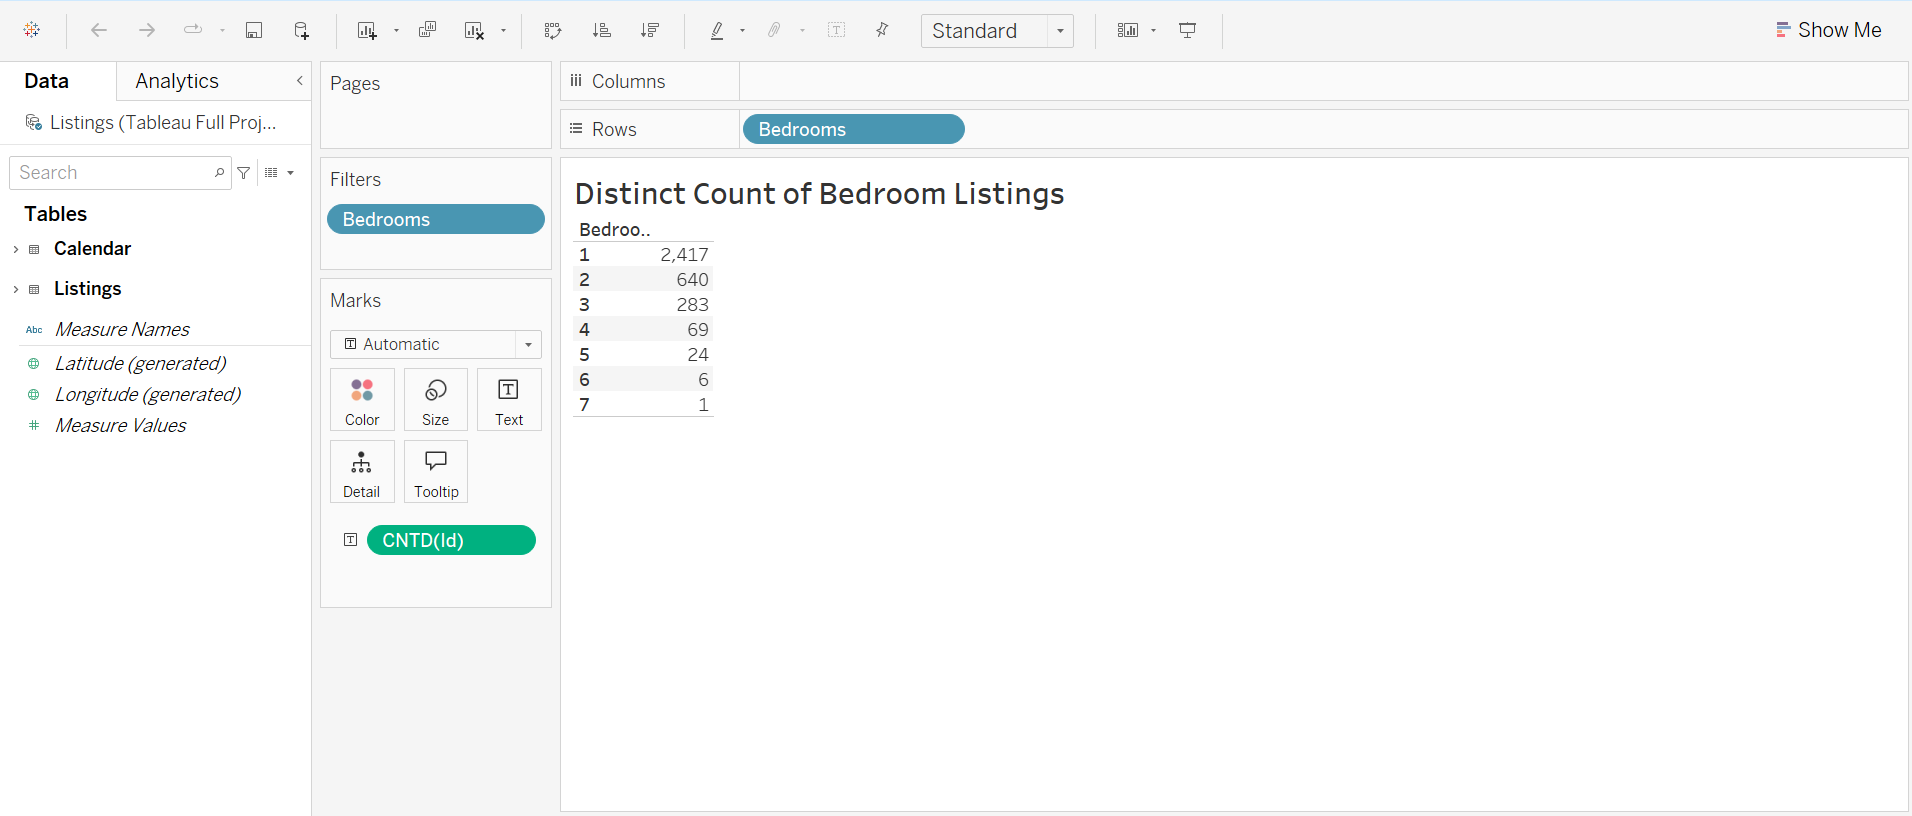 Standard
Show Me
Data
Analytics
Listings (Tableau Full Proj...
Search
Tables
Calendar
Listings
Abc Measure Names
Latitude (generated)
Longitude (generated)
# Measure Values
Pages
Filters
Bedrooms
Marks
T Automatic
Color
Size
T Text
Detail
Tooltip
T CNTD(Id)
Columns
Rows
Bedrooms
Distinct Count of Bedroom Listings
Bedroo..
1 2,417
2 640
3 283
4 69
5 24
6 6
7 1